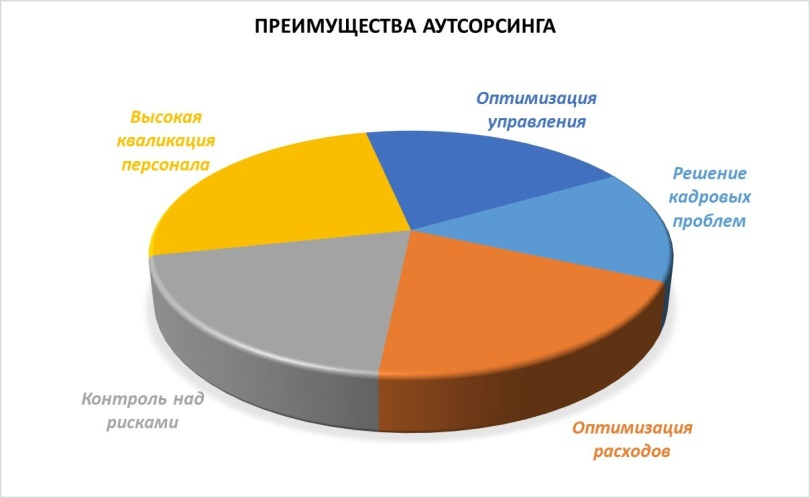 ПРЕИМУЩЕСТВА АУТСОРСИНГА
Оптимизация
управления
Высокая
кваликация
персонала
Решение
кадровых
проблем
Контроль над
рисками
Оптимизация
расходов